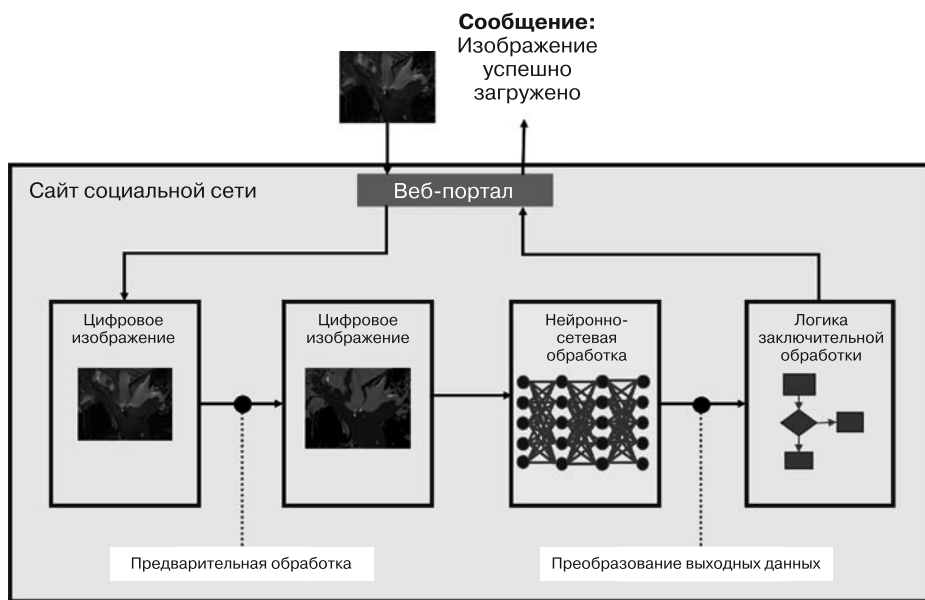 Сообщение:
Изображение
успешно
загружено
Сайт социальной сети
Веб-портал
Цифровое
изображение
Цифровое
изображение
Нейронно-
сетевая
обработка
Логика
заключительной
обработки
Предварительная обработка
Преобразование выходных данных